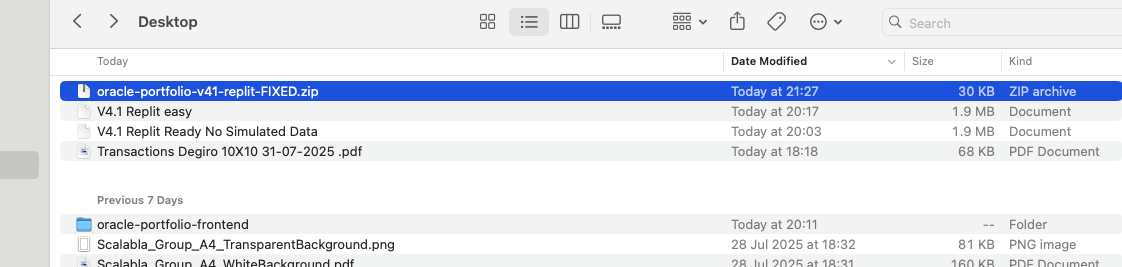 Desktop
Search
Today Date Modified Size Kind
oracle-portfolio-v41-replit-FIXED.zip Today at 21:27 30 KB ZIP archive
V4.1 Replit easy Today at 20:17 1.9 MB Document
V4.1 Replit Ready No Simulated Data Today at 20:03 1.9 MB Document
Transactions Degiro 10X10 31-07-2025 .pdf Today at 18:18 68 KB PDF Document
Previous 7 Days
oracle-portfolio-frontend Today at 20:11 -- Folder
Scalabla_Group_A4_TransparentBackground.png 28 Jul 2025 at 18:32 81 KB PNG image
Scalabla_Group_A4_WhiteBackground.pdf 28 Jul 2025 at 18:31 160 KB PDF Document